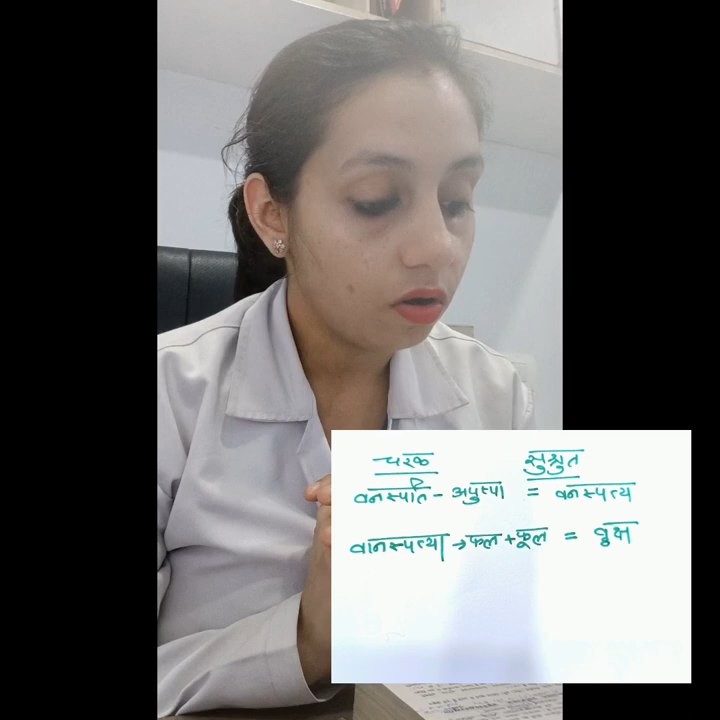 चरक सुश्रुत
वनस्पति - अपुष्पा = वनस्पत्य
वानस्पत्या → फल + फूल = वृक्ष